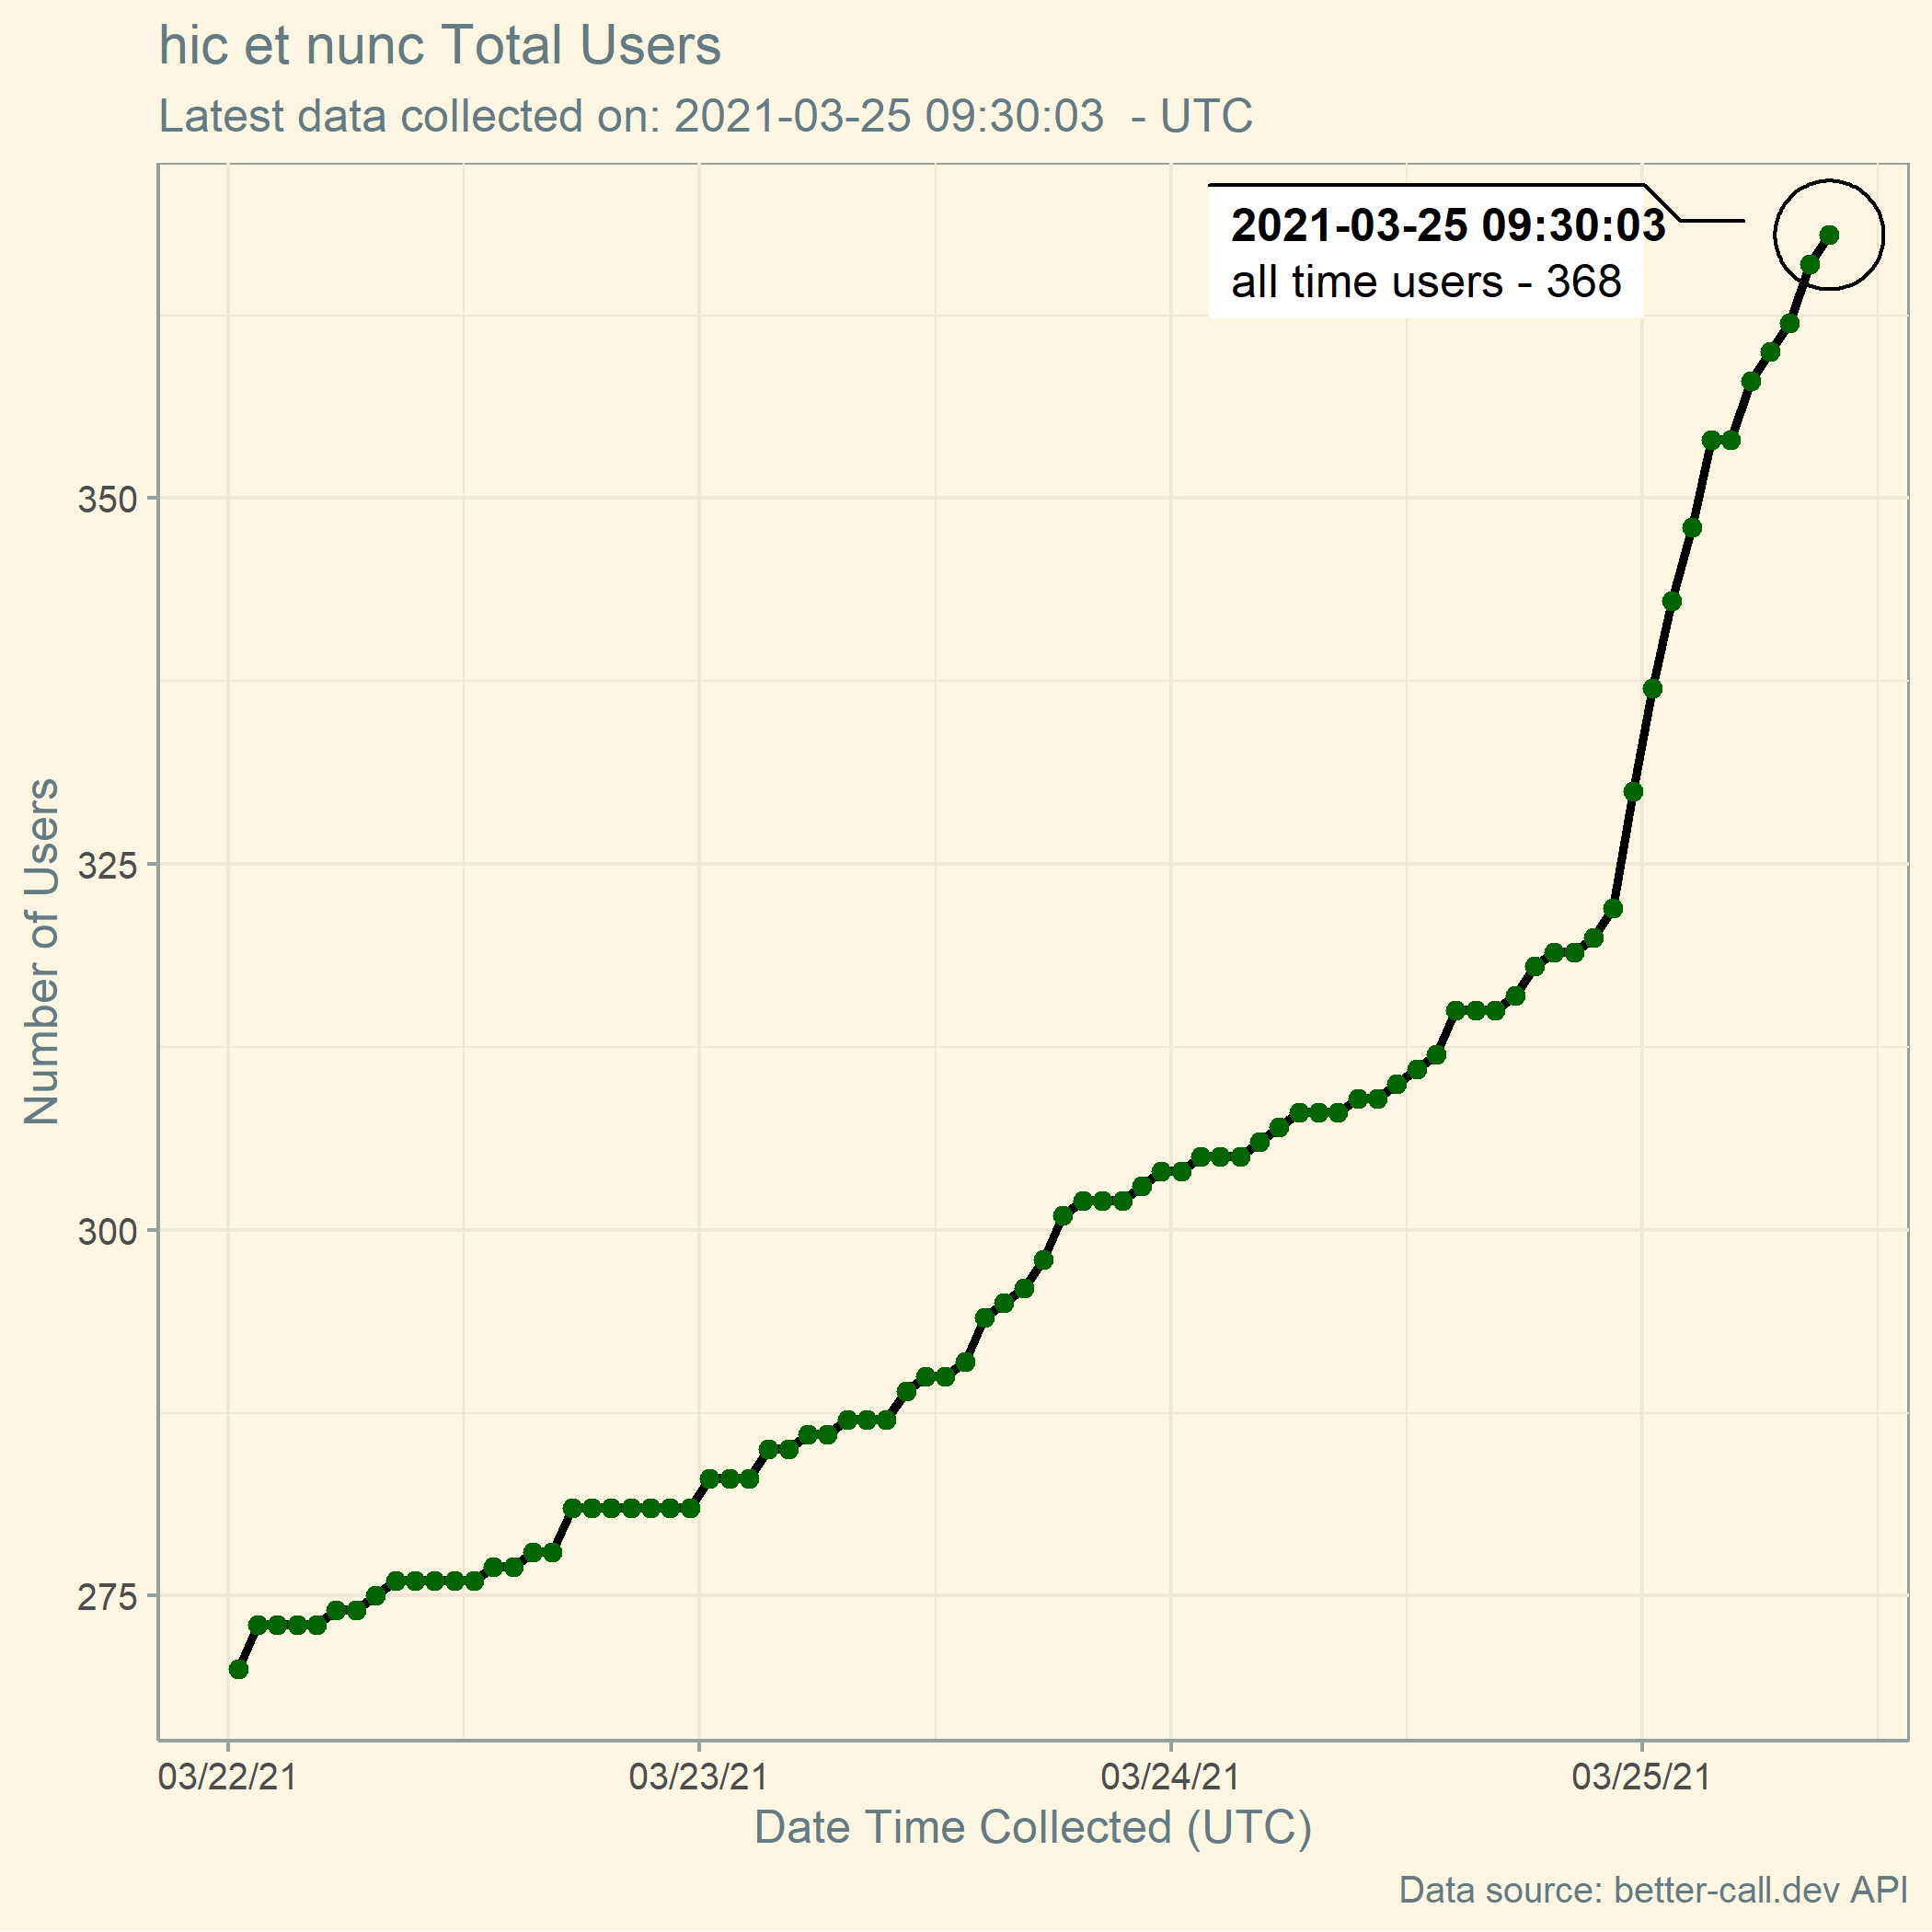 hic et nunc Total Users
Latest data collected on: 2021-03-25 09:30:03  - UTC
2021-03-25 09:30:03
all time users - 368
Number of Users
350
325
300
275
03/22/21 03/23/21 03/24/21 03/25/21
Date Time Collected (UTC)
Data source: better-call.dev API